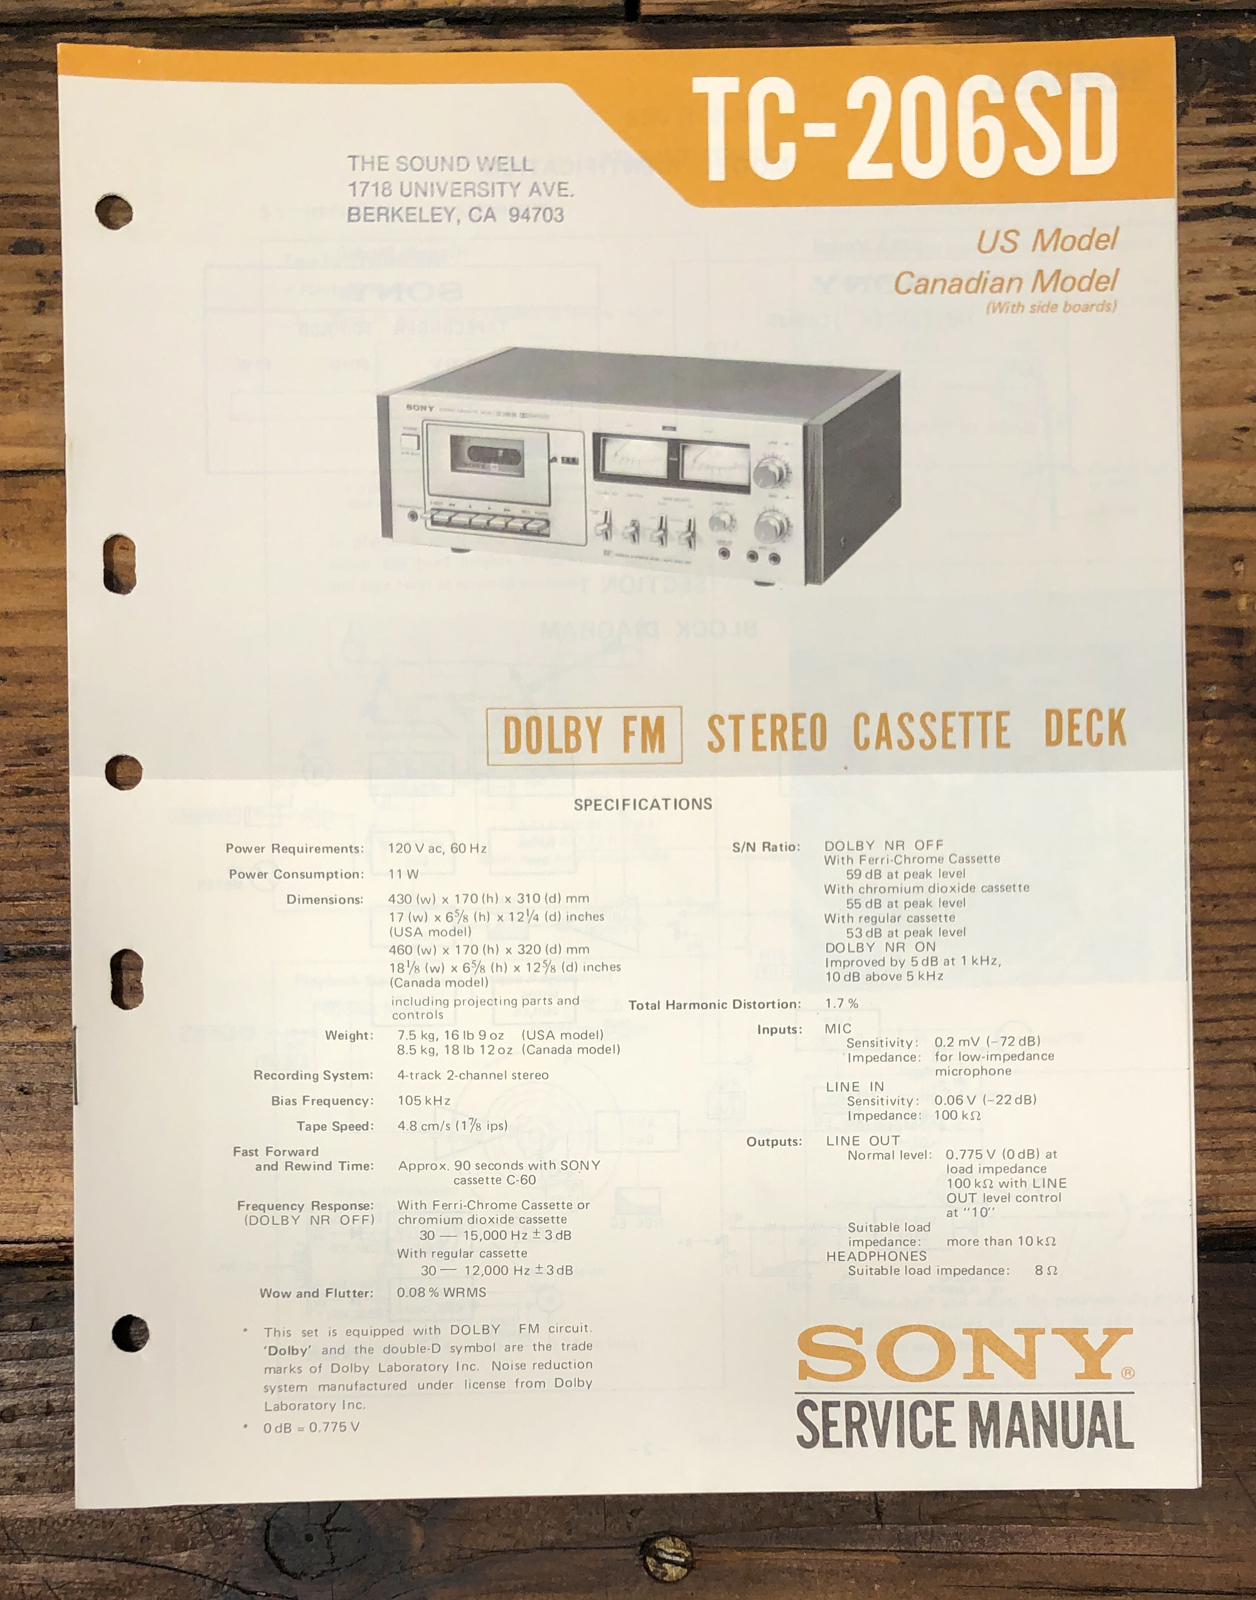 TC-206SD
THE SOUND WELL
1718 UNIVERSITY AVE.
BERKELEY, CA 94703
US Model
Canadian Model
(With side boards)
SONY
DOLBY FM STEREO CASSETTE DECK
SPECIFICATIONS
Power Requirements: 120 V ac, 60 Hz
Power Consumption: 11 W
Dimensions: 430 (w) x 170 (h) x 310 (d) mm
17 (w) x 6⅝ (h) x 12¼ (d) inches
(USA model)
460 (w) x 170 (h) x 320 (d) mm
18⅛ (w) x 6⅝ (h) x 12⅝ (d) inches
(Canada model)
including projecting parts and
controls
Weight: 7.5 kg, 16 lb 9 oz (USA model)
8.5 kg, 18 lb 12 oz (Canada model)
Recording System: 4-track 2-channel stereo
Bias Frequency: 105 kHz
Tape Speed: 4.8 cm/s (1⅞ ips)
Fast Forward
and Rewind Time: Approx. 90 seconds with SONY
cassette C-60
Frequency Response: With Ferri-Chrome Cassette or
(DOLBY NR OFF) chromium dioxide cassette
30 — 15,000 Hz ± 3 dB
With regular cassette
30 — 12,000 Hz ± 3 dB
Wow and Flutter: 0.08 % WRMS
* This set is equipped with DOLBY FM circuit.
'Dolby' and the double-D symbol are the trade
marks of Dolby Laboratory Inc. Noise reduction
system manufactured under license from Dolby
Laboratory Inc.
* 0 dB = 0.775 V
S/N Ratio: DOLBY NR OFF
With Ferri-Chrome Cassette
59 dB at peak level
With chromium dioxide cassette
55 dB at peak level
With regular cassette
53 dB at peak level
DOLBY NR ON
Improved by 5 dB at 1 kHz,
10 dB above 5 kHz
Total Harmonic Distortion: 1.7 %
Inputs: MIC
Sensitivity: 0.2 mV (−72 dB)
Impedance: for low-impedance
microphone
LINE IN
Sensitivity: 0.06 V (−22 dB)
Impedance: 100 kΩ
Outputs: LINE OUT
Normal level: 0.775 V (0 dB) at
load impedance
100 kΩ with LINE
OUT level control
at "10"
Suitable load
impedance: more than 10 kΩ
HEADPHONES
Suitable load impedance: 8 Ω
SONY®
SERVICE MANUAL